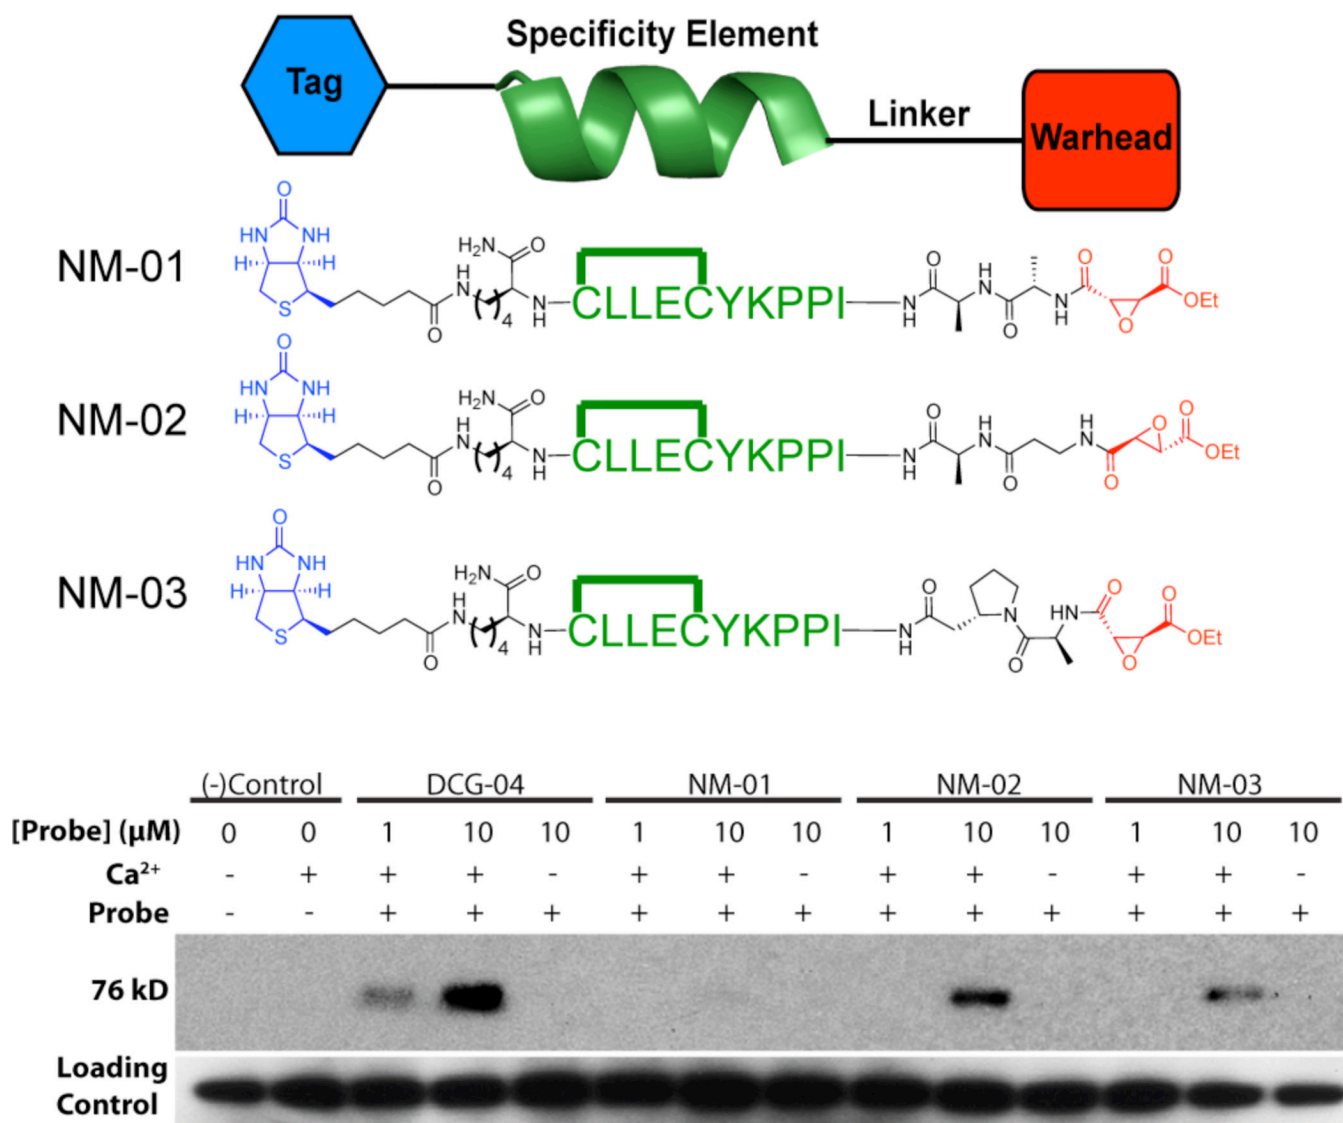 Specificity Element
Tag
Linker
Warhead
NM-01
O
HN NH
H H
S
O
N
H
H₂N O
4
N
H
CLLECYKPPI
N
H
O
H
N
O
N
H
O
O
O
OEt
NM-02
O
HN NH
H H
S
O
H
N
H₂N O
4
N
H
CLLECYKPPI
N
H
O
H
N
O
H
N
O
O
O
OEt
NM-03
O
HN NH
H H
S
O
H
N
H₂N O
4
N
H
CLLECYKPPI
N
H
O
N
O
HN
O
O
O
OEt
(-)Control DCG-04 NM-01 NM-02 NM-03
[Probe] (μM) 0 0 1 10 10 1 10 10 1 10 10 1 10 10
Ca²⁺ - + + + - + + - + + - + + -
Probe - - + + + + + + + + + + + +
76 kD
Loading
Control